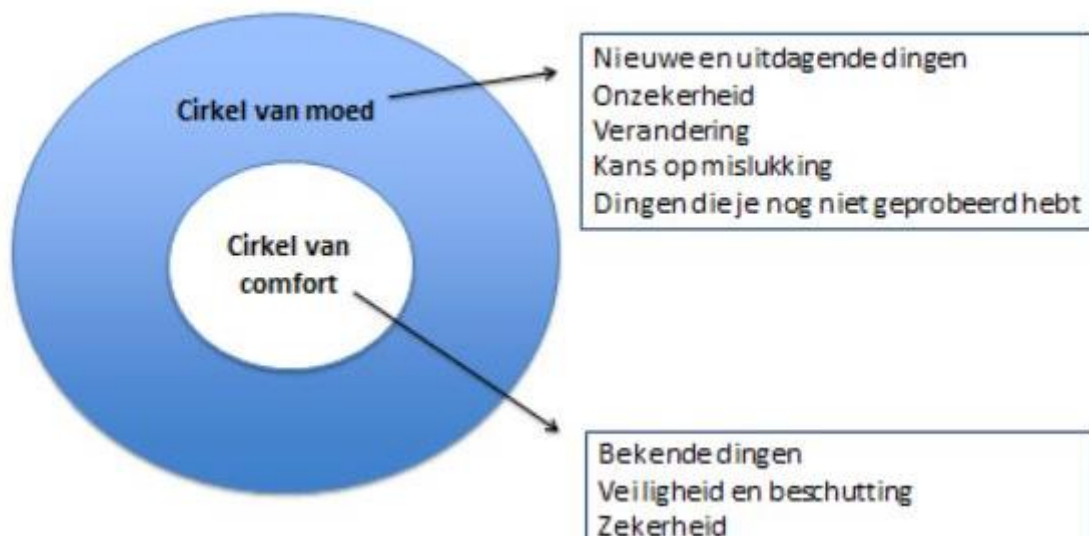 Cirkel van moed
Nieuwe en uitdagende dingen
Onzekerheid
Verandering
Kans op mislukking
Dingen die je nog niet geprobeerd hebt
Cirkel van
comfort
Bekende dingen
Veiligheid en beschutting
Zekerheid